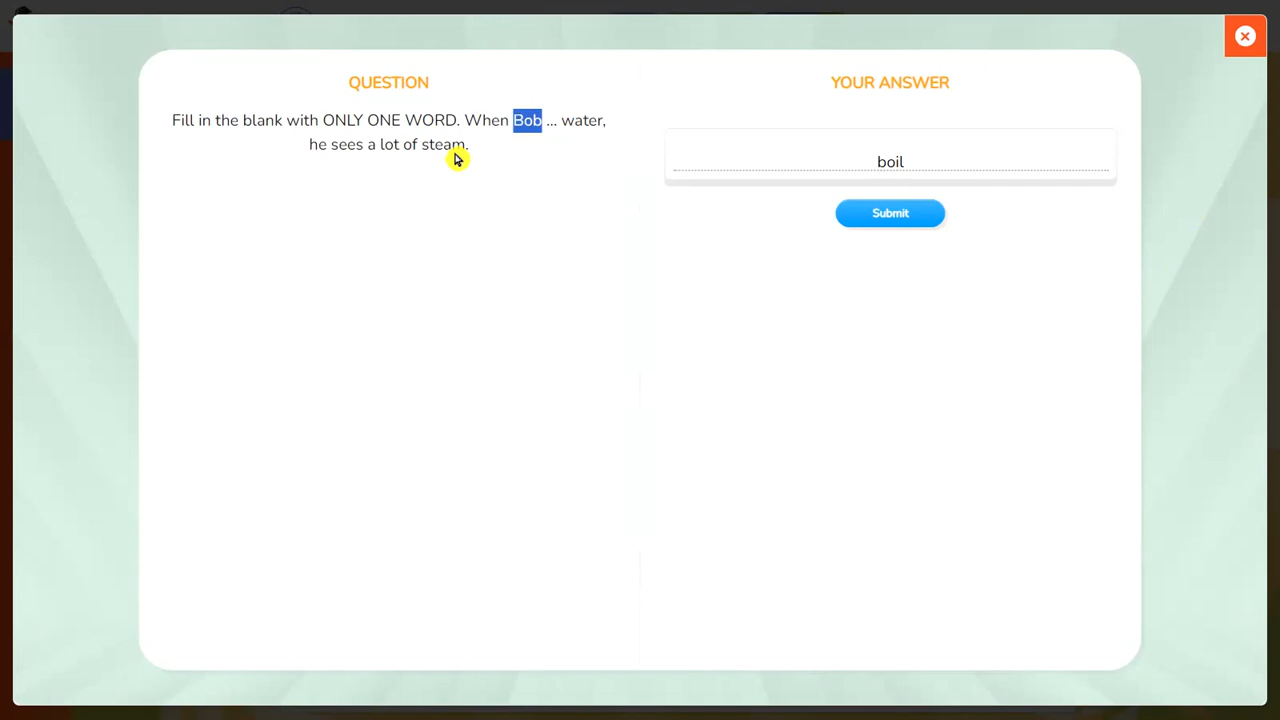 QUESTION
Fill in the blank with ONLY ONE WORD. When Bob ... water,
he sees a lot of steam.
YOUR ANSWER
boil
Submit